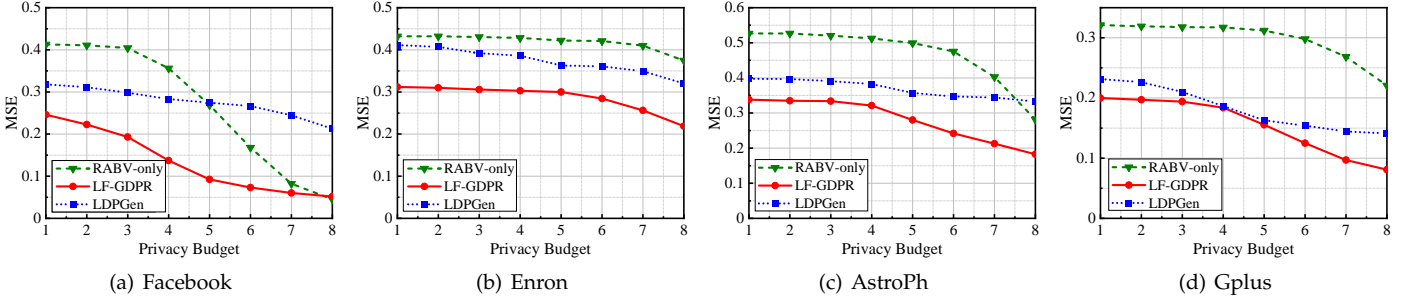 0.5
0.4
0.3
0.2
0.1
0
MSE
RABV-only
LF-GDPR
LDPGen
1 2 3 4 5 6 7 8
Privacy Budget
(a) Facebook
0.5
0.4
0.3
0.2
0.1
0
MSE
RABV-only
LF-GDPR
LDPGen
1 2 3 4 5 6 7 8
Privacy Budget
(b) Enron
0.6
0.5
0.4
0.3
0.2
0.1
0
MSE
RABV-only
LF-GDPR
LDPGen
1 2 3 4 5 6 7 8
Privacy Budget
(c) AstroPh
0.3
0.2
0.1
0
MSE
RABV-only
LF-GDPR
LDPGen
1 2 3 4 5 6 7 8
Privacy Budget
(d) Gplus